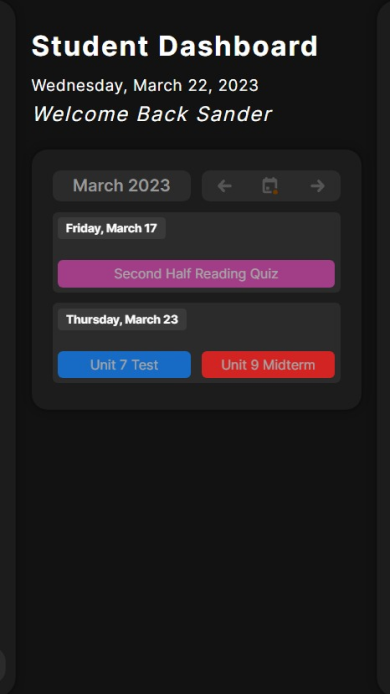 Student Dashboard
Wednesday, March 22, 2023
Welcome Back Sander
March 2023
Friday, March 17
Second Half Reading Quiz
Thursday, March 23
Unit 7 Test Unit 9 Midterm